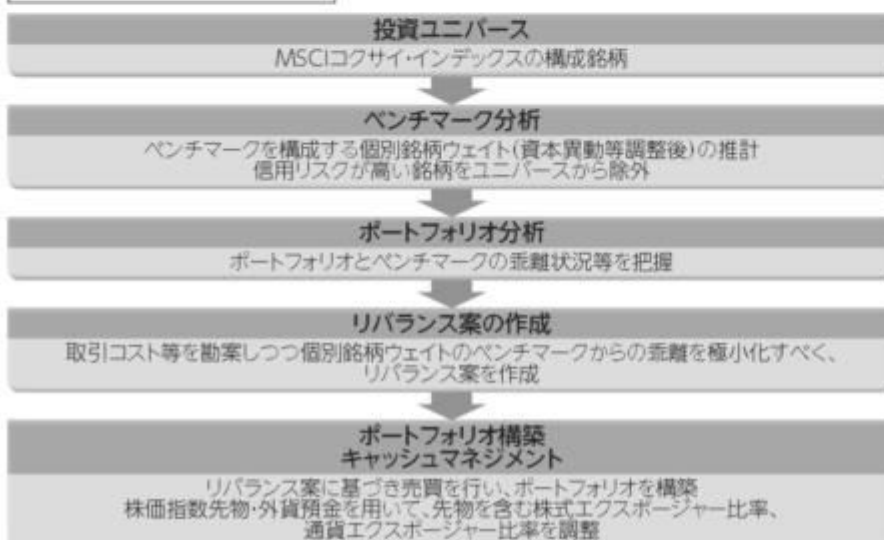 投資ユニバース
MSCIコクサイ・インデックスの構成銘柄
ベンチマーク分析
ベンチマークを構成する個別銘柄ウェイト(資本異動等調整後)の推計
信用リスクが高い銘柄をユニバースから除外
ポートフォリオ分析
ポートフォリオとベンチマークの乖離状況等を把握
リバランス案の作成
取引コスト等を勘案しつつ個別銘柄ウェイトのベンチマークからの乖離を極小化すべく、
リバランス案を作成
ポートフォリオ構築
キャッシュマネジメント
リバランス案に基づき売買を行い、ポートフォリオを構築
株価指数先物・外貨預金を用いて、先物を含む株式エクスポージャー比率、
通貨エクスポージャー比率を調整